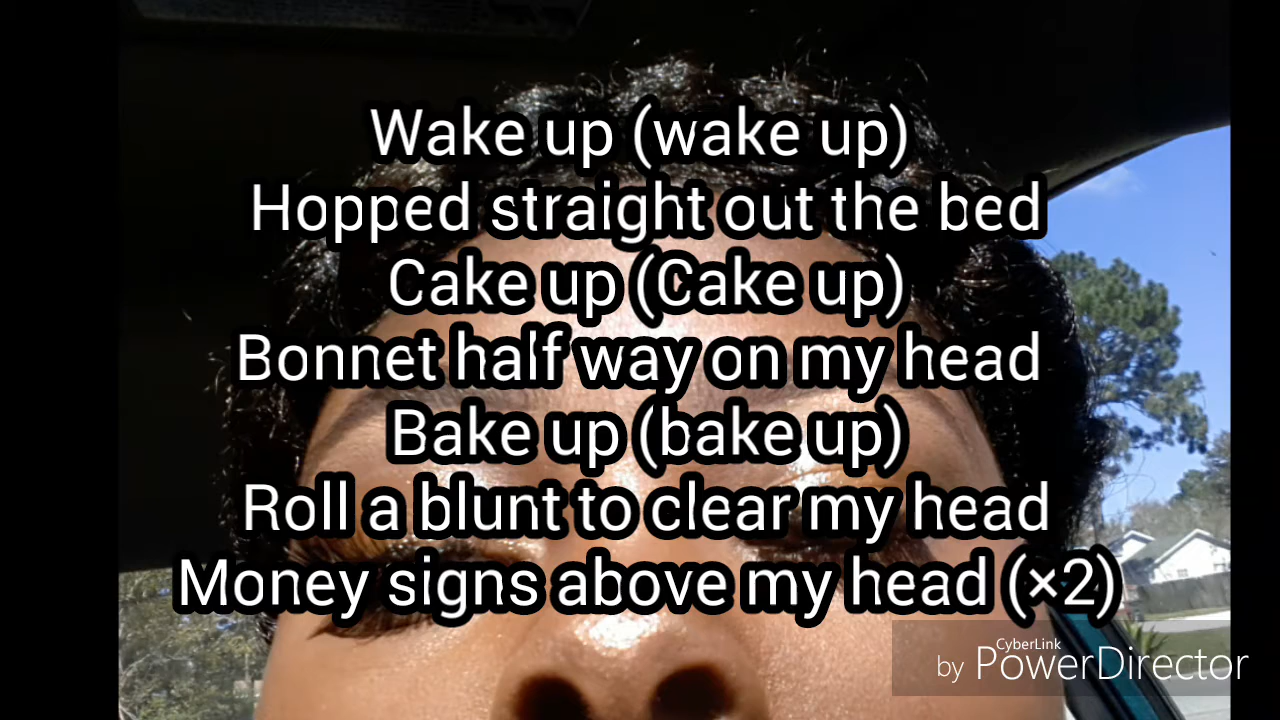 Wake up (wake up)
Hopped straight out the bed
Cake up (Cake up)
Bonnet half way on my head
Bake up (bake up)
Roll a blunt to clear my head
Money signs above my head (×2)
CyberLink
by PowerDirector